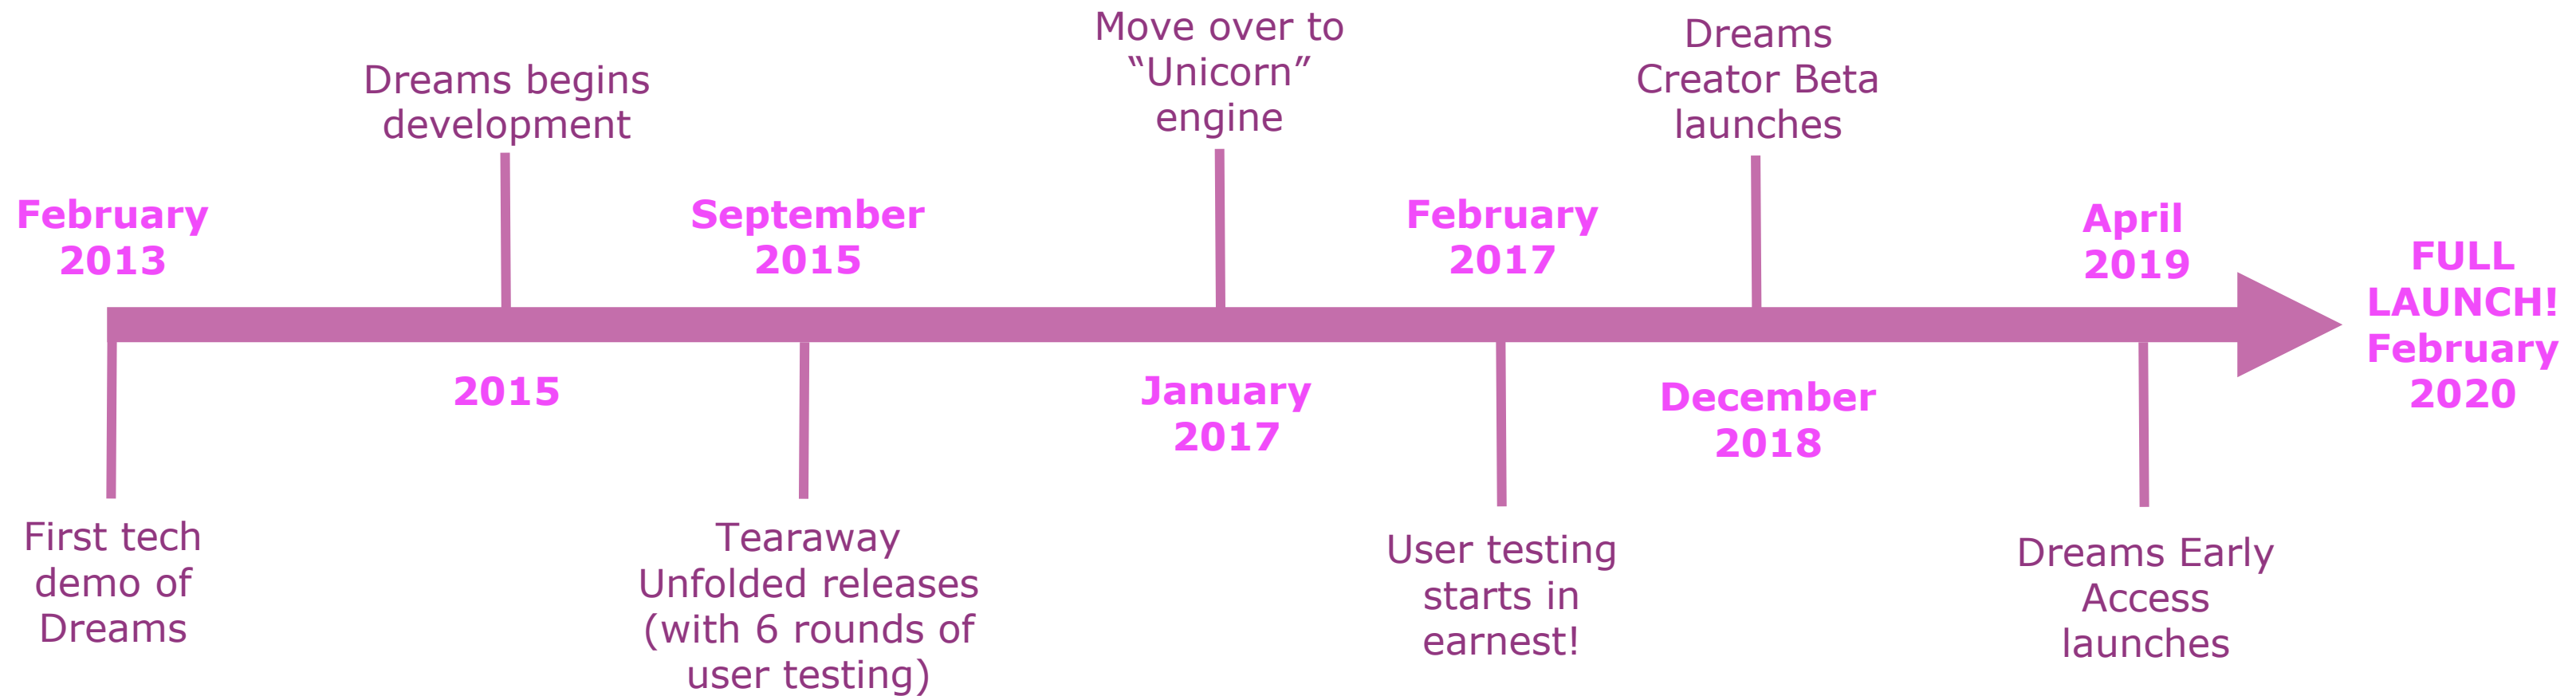 February
2013
First tech
demo of
Dreams
Dreams begins
development
2015
September
2015
Tearaway
Unfolded releases
(with 6 rounds of
user testing)
Move over to
“Unicorn”
engine
January
2017
February
2017
User testing
starts in
earnest!
Dreams
Creator Beta
launches
December
2018
April
2019
Dreams Early
Access
launches
FULL
LAUNCH!
February
2020